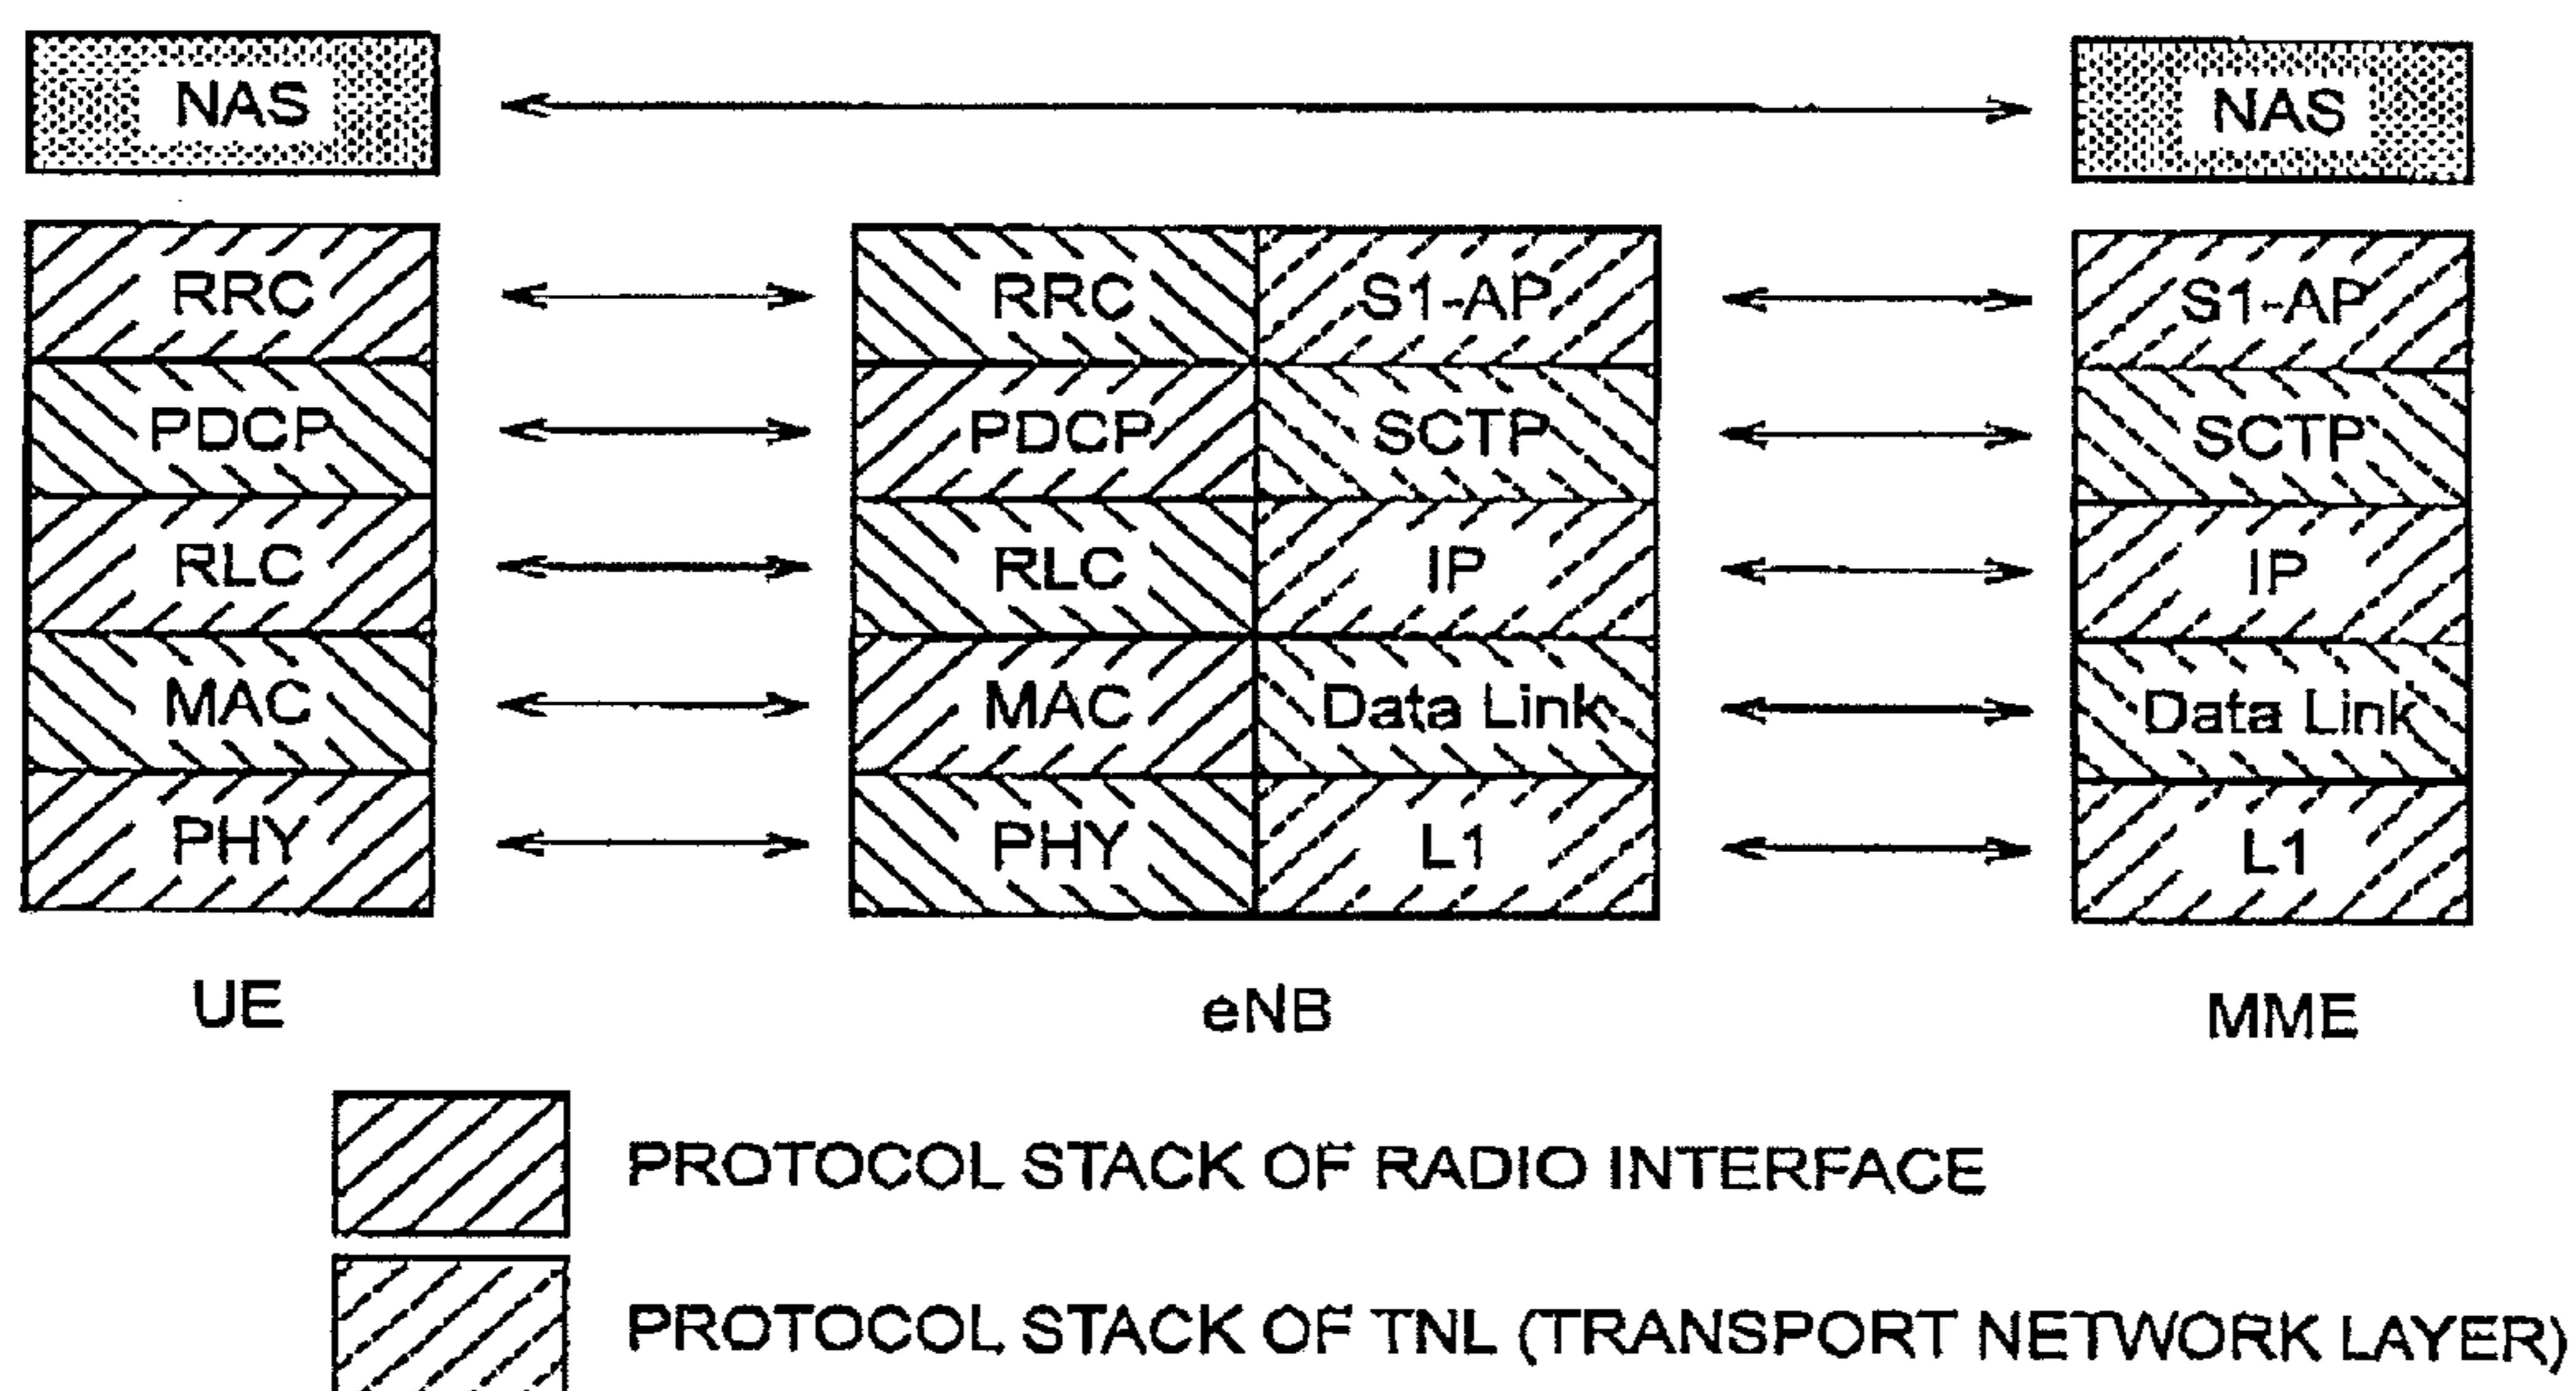 NAS NAS
RRC RRC S1-AP S1-AP
PDCP PDCP SCTP SCTP
RLC RLC IP IP
MAC MAC Data Link Data Link
PHY PHY L1 L1
UE eNB MME
PROTOCOL STACK OF RADIO INTERFACE
PROTOCOL STACK OF TNL (TRANSPORT NETWORK LAYER)